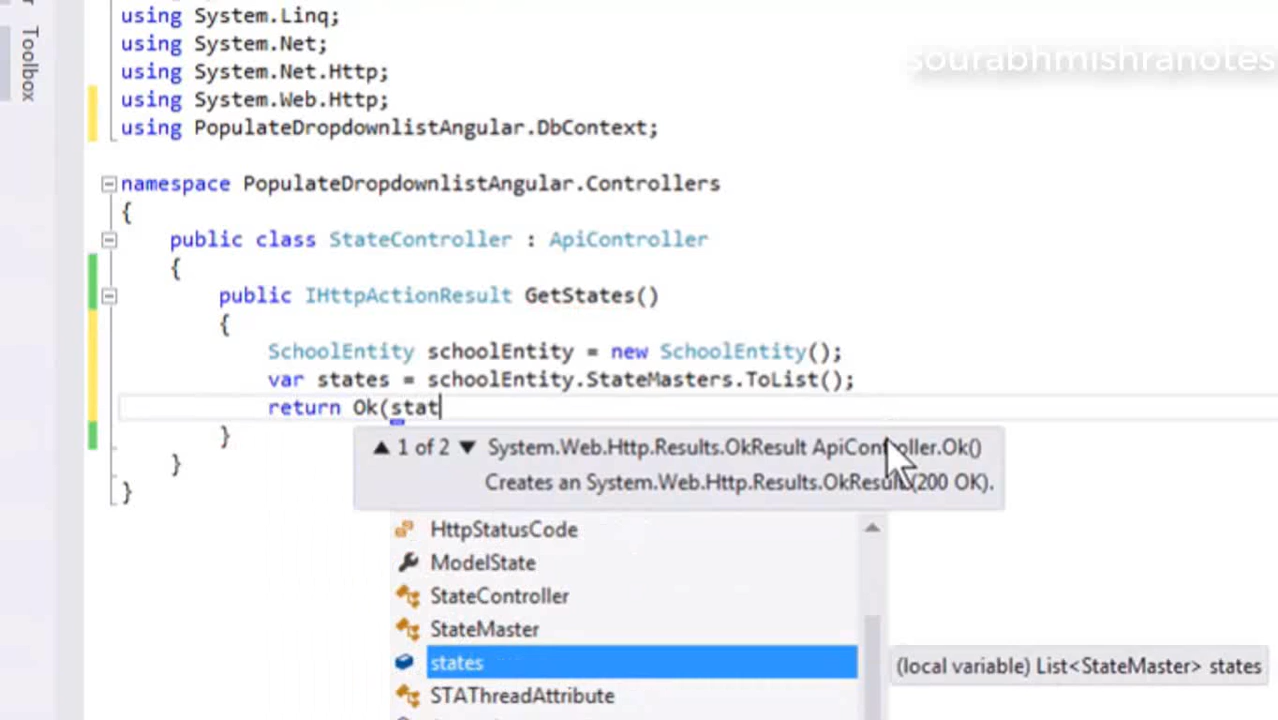 using System.Linq;
using System.Net;
using System.Net.Http;
using System.Web.Http;
using PopulateDropdownlistAngular.DbContext;
namespace PopulateDropdownlistAngular.Controllers
{
public class StateController : ApiController
{
public IHttpActionResult GetStates()
{
SchoolEntity schoolEntity = new SchoolEntity();
var states = schoolEntity.StateMasters.ToList();
return Ok(stat
}
}
}
▲ 1 of 2 ▼ System.Web.Http.Results.OkResult ApiController.Ok()
Creates an System.Web.Http.Results.OkResult (200 OK).
HttpStatusCode
ModelState
StateController
StateMaster
states
(local variable) List<StateMaster> states
STAThreadAttribute
Toolbox
sourabhmishranotes